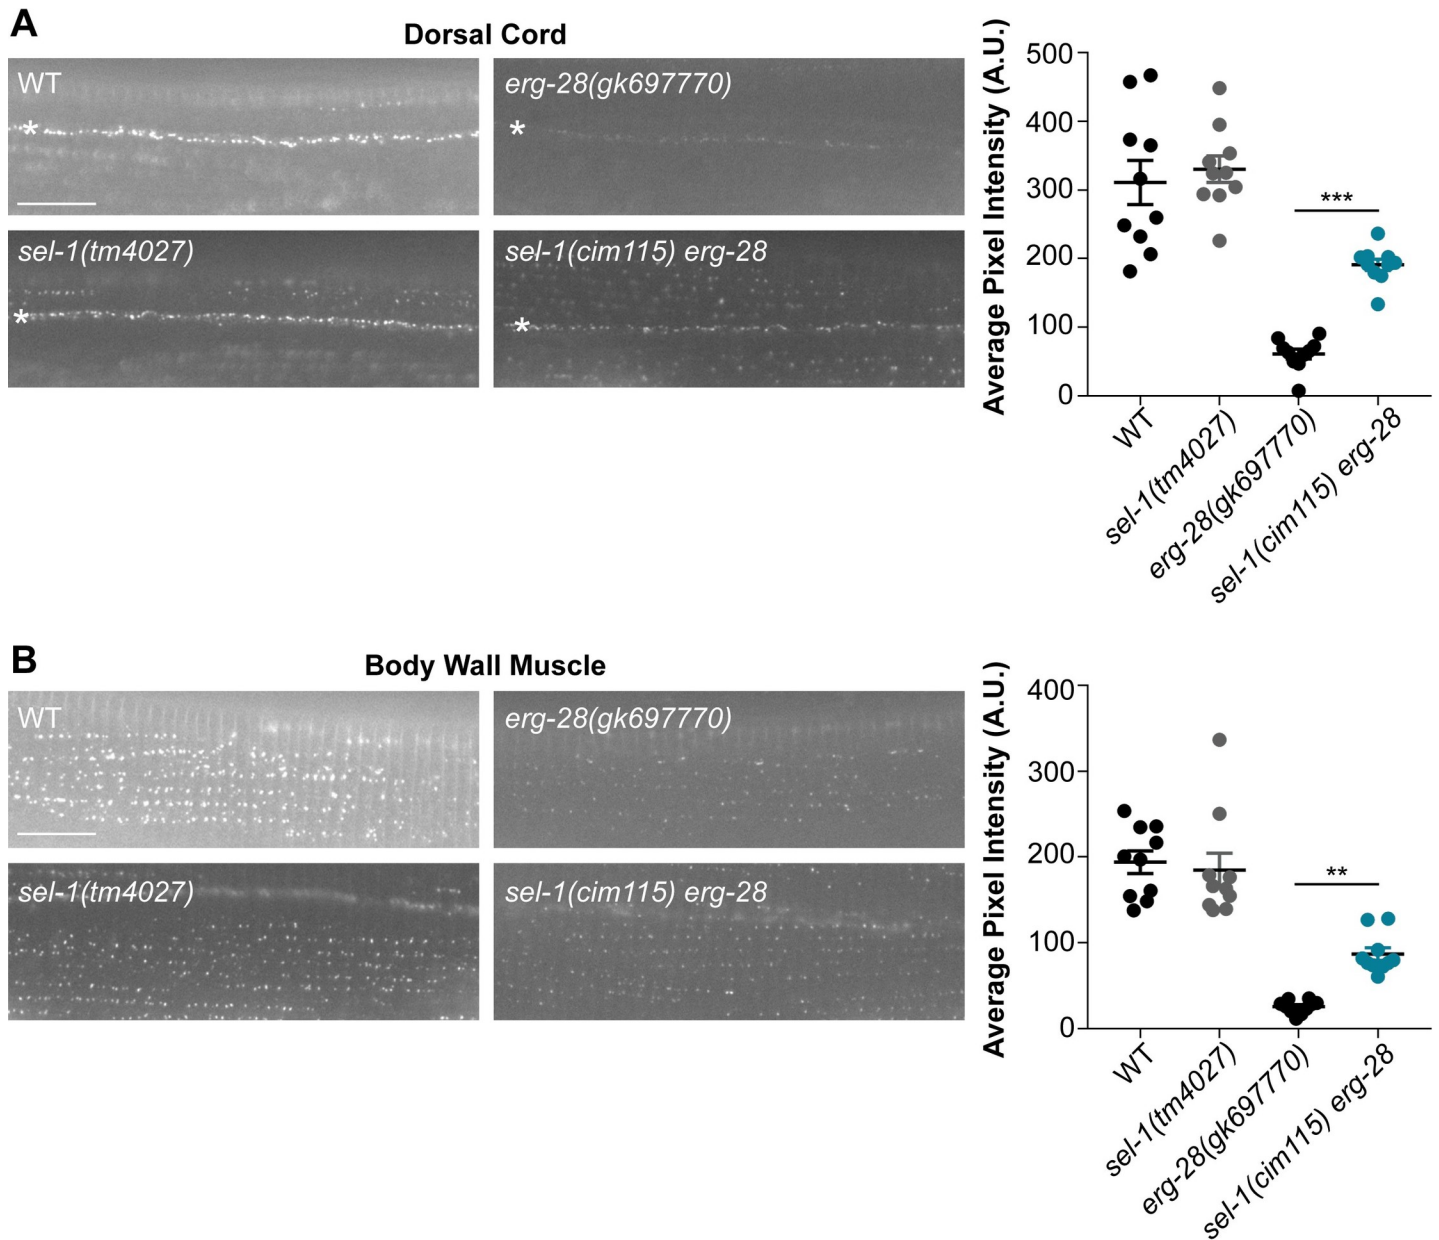 A
Dorsal Cord
WT
erg-28(gk697770)
*
*
sel-1(tm4027)
sel-1(cim115) erg-28
*
*
Average Pixel Intensity (A.U.)
500
400
300
200
100
0
***
WT
sel-1(tm4027)
erg-28(gk697770)
sel-1(cim115) erg-28
B
Body Wall Muscle
WT
erg-28(gk697770)
sel-1(tm4027)
sel-1(cim115) erg-28
Average Pixel Intensity (A.U.)
400
300
200
100
0
**
WT
sel-1(tm4027)
erg-28(gk697770)
sel-1(cim115) erg-28